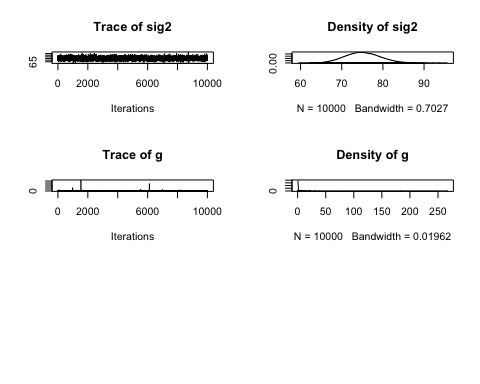 Trace of sig2
65
0 2000 6000 10000
Iterations
Density of sig2
0.00
60 70 80 90
N = 10000 Bandwidth = 0.7027
Trace of g
0
0 2000 6000 10000
Iterations
Density of g
0
0 50 100 150 200 250
N = 10000 Bandwidth = 0.01962